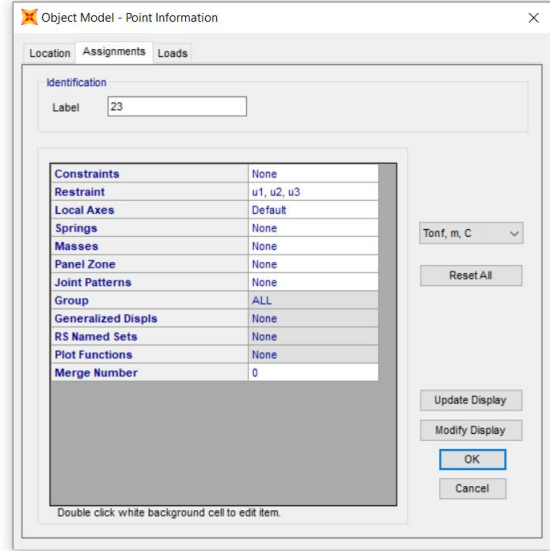 Object Model - Point Information
Location Assignments Loads
Identification
Label 23
Constraints None
Restraint u1, u2, u3
Local Axes Default
Springs None
Masses None
Panel Zone None
Joint Patterns None
Group ALL
Generalized Displs None
RS Named Sets None
Plot Functions None
Merge Number 0
Tonf, m, C
Reset All
Update Display
Modify Display
OK
Cancel
Double click white background cell to edit item.